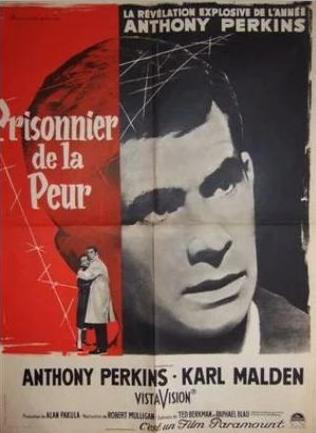 LA RÉVÉLATION EXPLOSIVE DE L'ANNÉE
ANTHONY PERKINS
Prisonnier
de la
Peur
ANTHONY PERKINS · KARL MALDEN
VISTAVISION®
Production de ALAN PAKULA Réalisation de ROBERT MULLIGAN Scénario de TED BERKMAN et RAPHAEL BLAU
C'est un Film Paramount